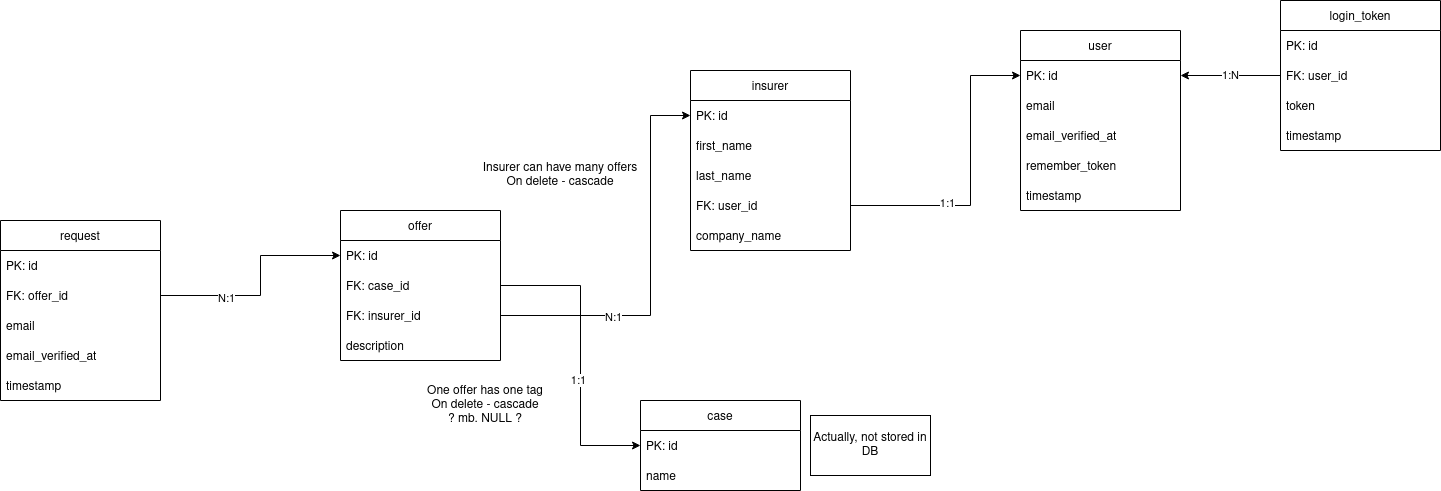 request
PK: id
FK: offer_id
email
email_verified_at
timestamp
N:1
offer
PK: id
FK: case_id
FK: insurer_id
description
Insurer can have many offers
On delete - cascade
N:1
One offer has one tag
On delete - cascade
? mb. NULL ?
1:1
case
PK: id
name
Actually, not stored in
DB
insurer
PK: id
first_name
last_name
FK: user_id
company_name
1:1
user
PK: id
email
email_verified_at
remember_token
timestamp
1:N
login_token
PK: id
FK: user_id
token
timestamp